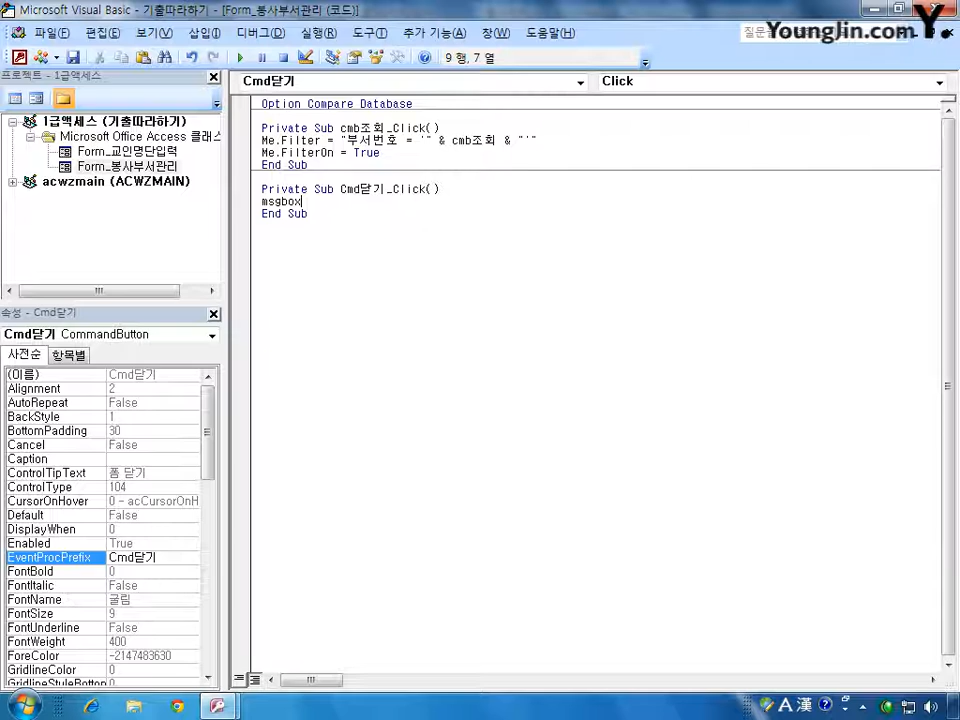 Microsoft Visual Basic - 기출따라하기 - [Form_봉사부서관리 (코드)]
파일(F) 편집(E) 보기(V) 삽입(I) 디버그(D) 실행(R) 도구(T) 추가 기능(A) 창(W) 도움말(H)
YoungJin.com Y
9 행, 7 열
프로젝트 - 1급액세스
Cmd닫기 Click
Option Compare Database
1급액세스 (기출따라하기)
Microsoft Office Access 클래스
Form_교인명단입력
Form_봉사부서관리
acwzmain (ACWZMAIN)
Private Sub cmb조회_Click()
Me.Filter = "부서번호 = '" & cmb조회 & "'"
Me.FilterOn = True
End Sub
Private Sub Cmd닫기_Click()
msgbox
End Sub
속성 - Cmd닫기
Cmd닫기 CommandButton
사전순 항목별
(이름) Cmd닫기
Alignment 2
AutoRepeat False
BackStyle 1
BottomPadding 30
Cancel False
Caption
ControlTipText 폼 닫기
ControlType 104
CursorOnHover 0 - acCursorOnH
Default False
DisplayWhen 0
Enabled True
EventProcPrefix Cmd닫기
FontBold 0
FontItalic False
FontName 굴림
FontSize 9
FontUnderline False
FontWeight 400
ForeColor -2147483630
GridlineColor 0
GridlineStyleBotton 0
A 漢